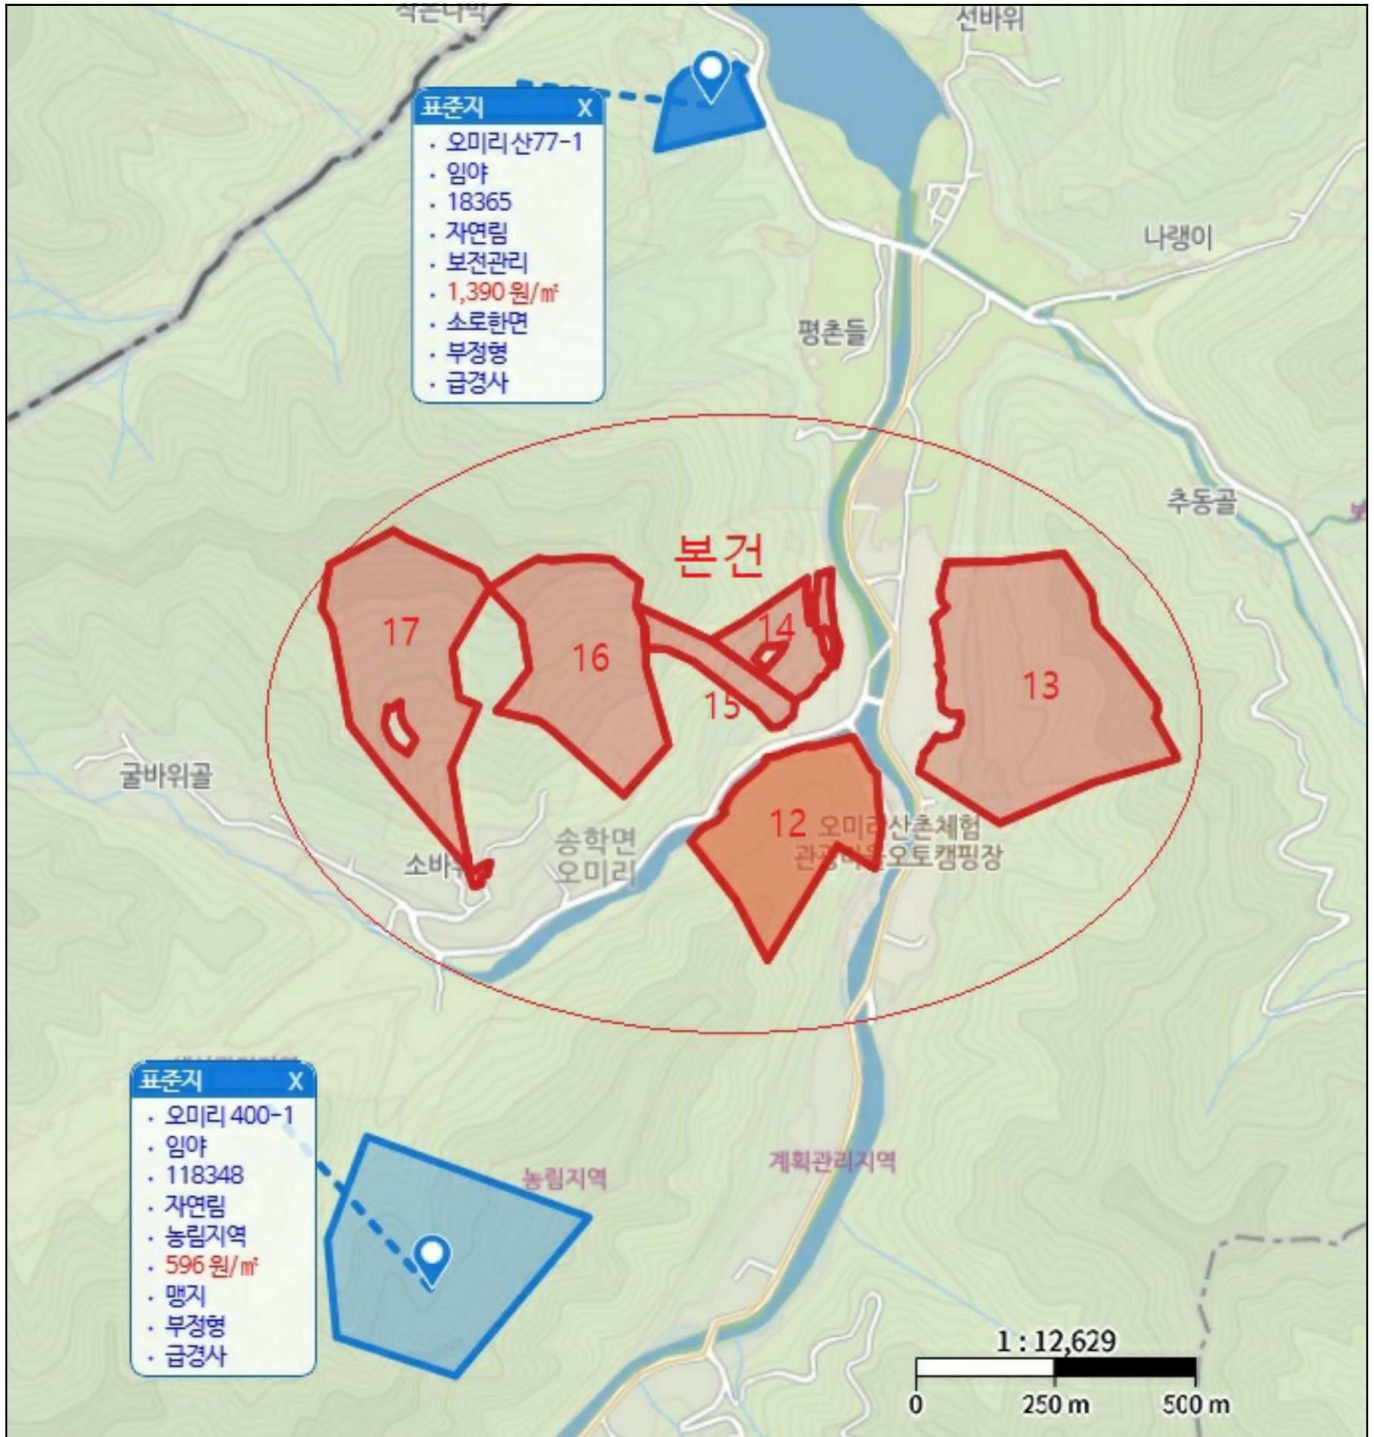 선바위
표준지 X
· 오미리 산77-1
· 임야
· 18365
· 자연림
· 보전관리
· 1,390 원/㎡
· 소로한면
· 부정형
· 급경사
나랭이
평촌들
추동골
본건
17
16
14
15
13
굴바위골
12
오미리산촌체험
관광마을오토캠핑장
송학면
오미리
소바위
표준지 X
· 오미리 400-1
· 임야
· 118348
· 자연림
· 농림지역
· 596 원/㎡
· 맹지
· 부정형
· 급경사
농림지역
계획관리지역
1 : 12,629
0 250 m 500 m